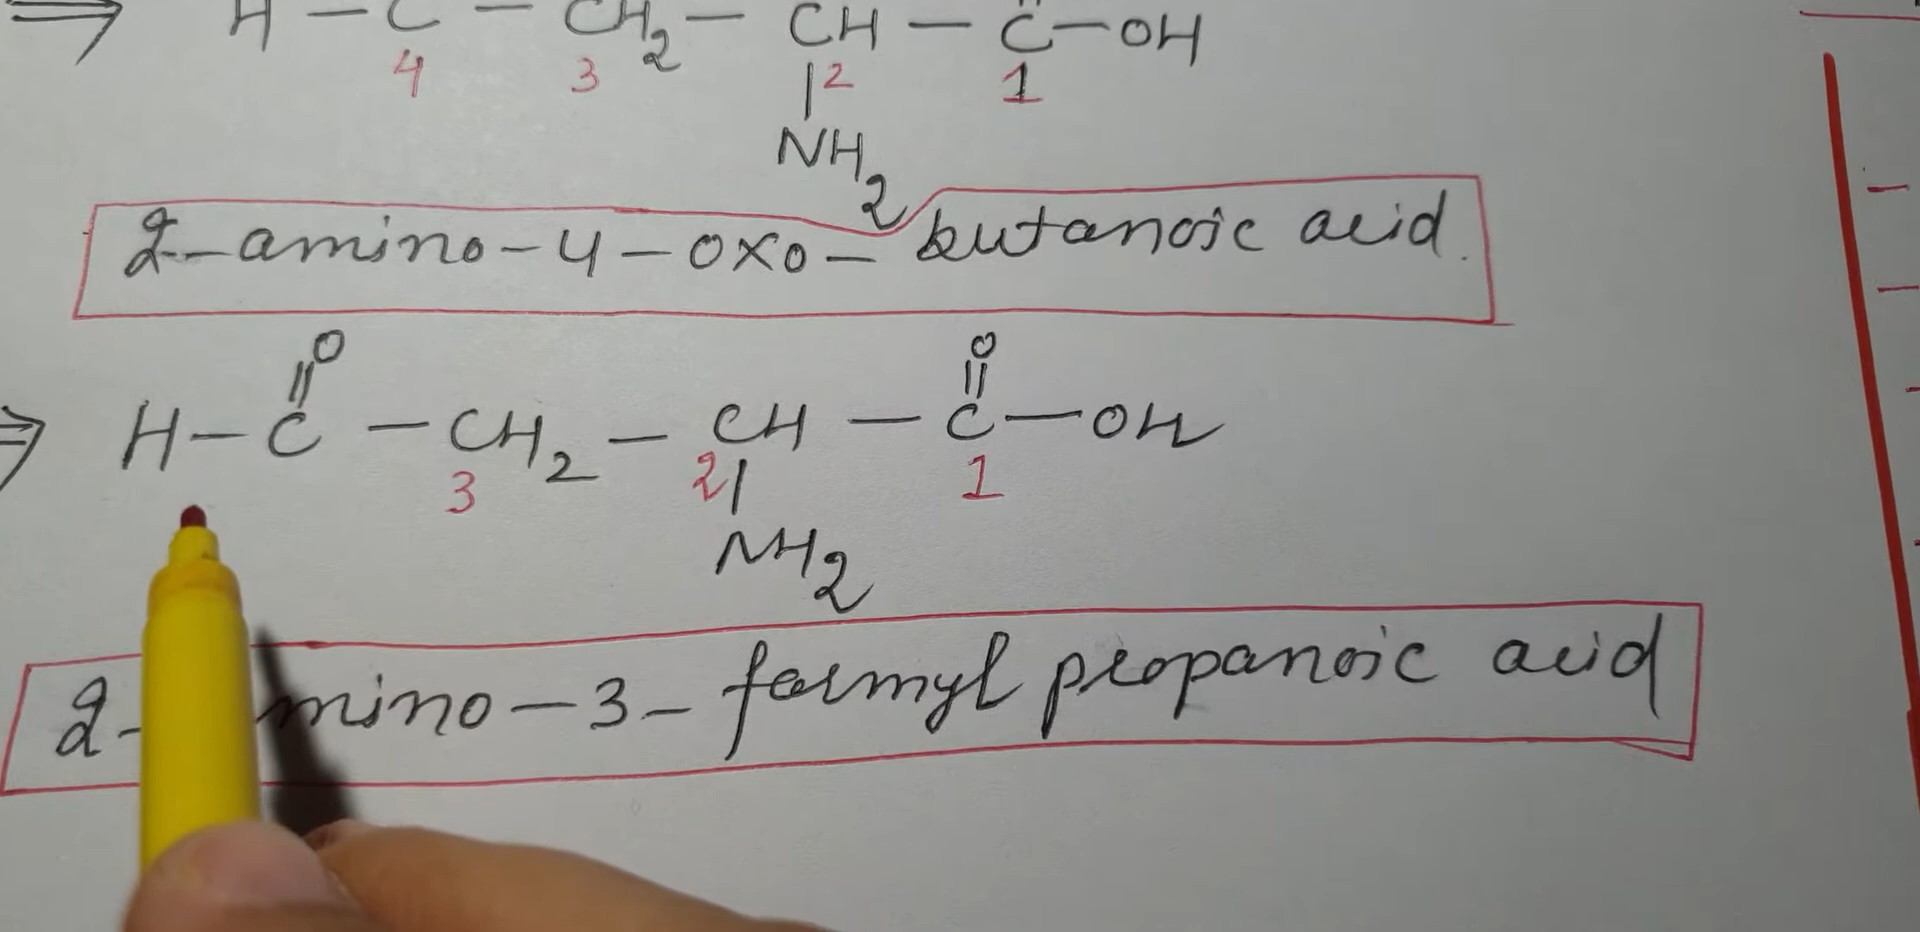 ⇒ H - C - CH2 - CH - C - OH
4 3 2 1
NH2
2-amino-4-oxo-butanoic acid.
O O
⇒ H - C - CH2 - CH - C - OH
3 2 1
NH2
2- mino-3-formyl propanoic acid